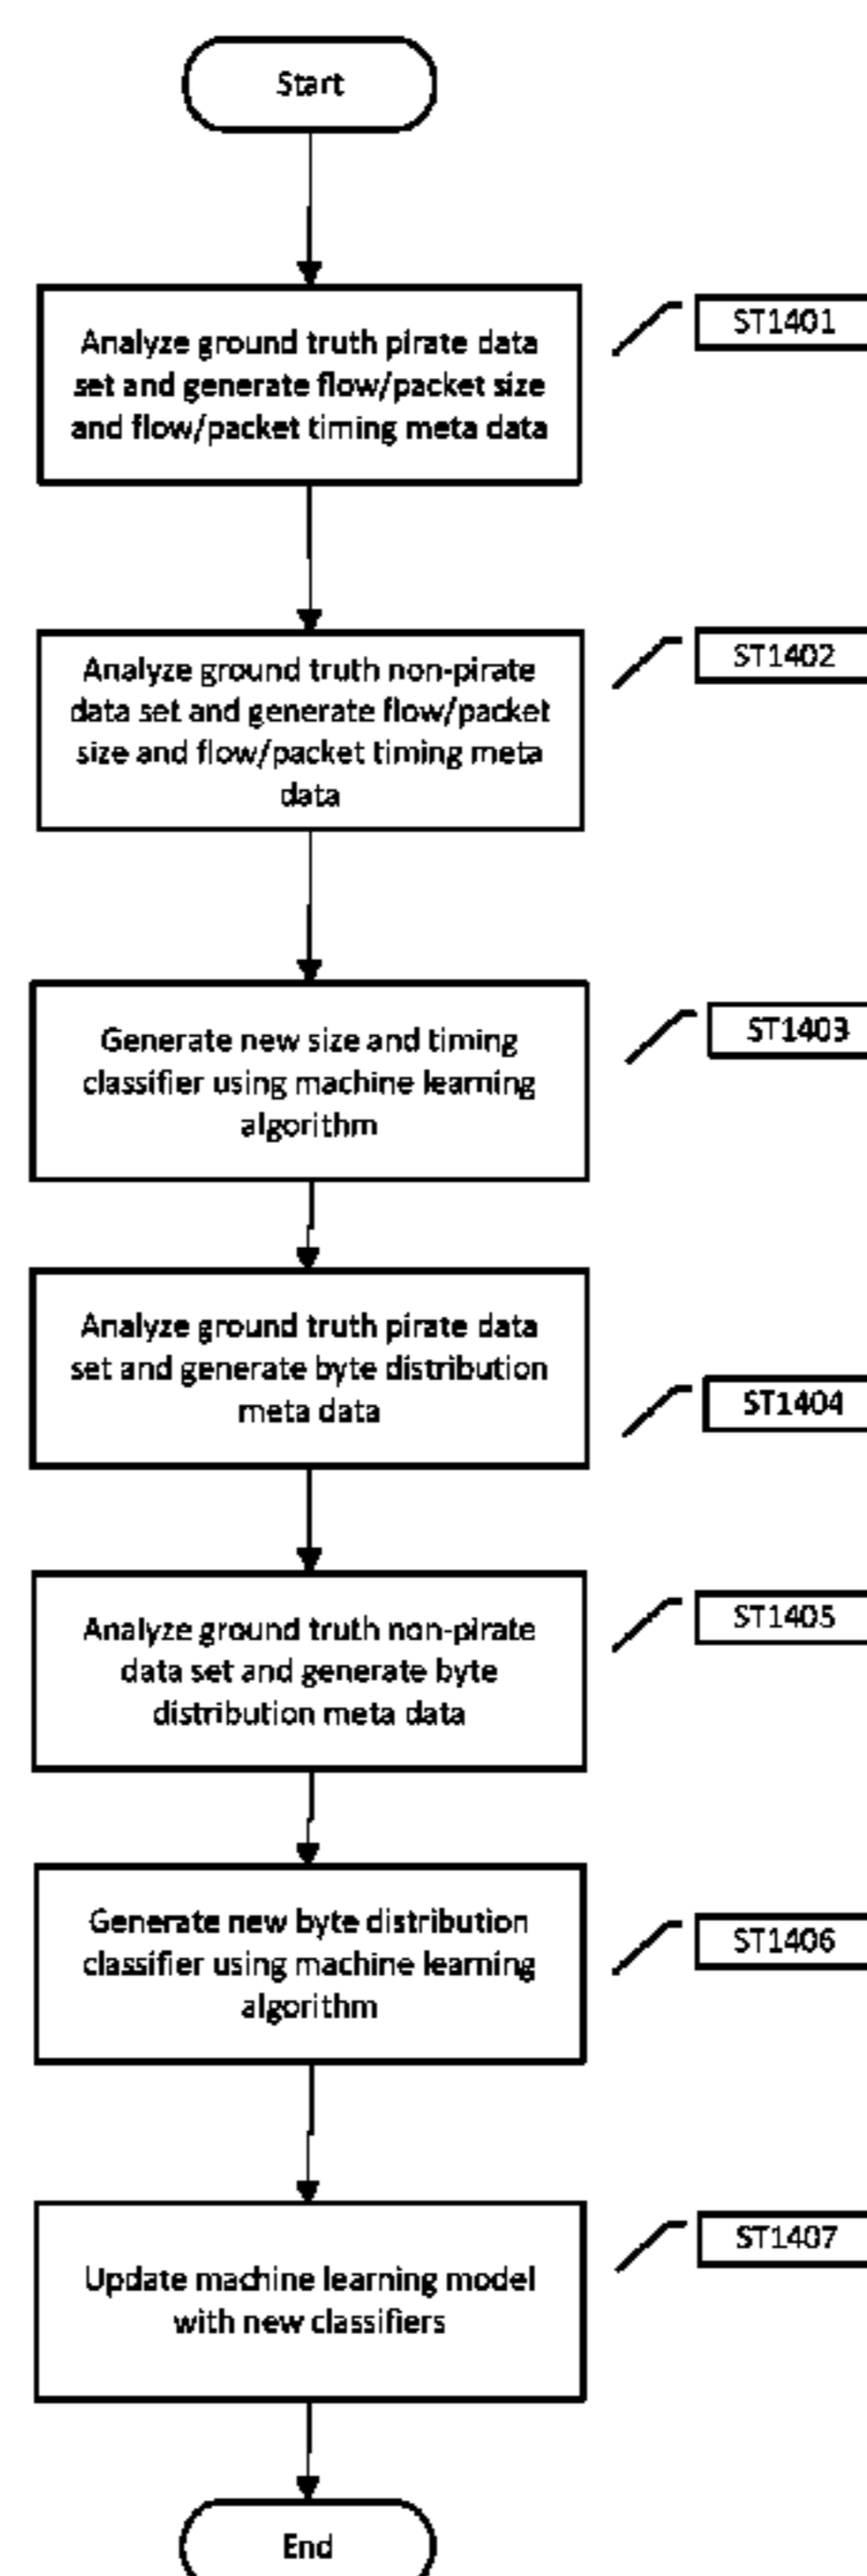 Start
Analyze ground truth pirate data
set and generate flow/packet size
and flow/packet timing meta data
ST1401
Analyze ground truth non-pirate
data set and generate flow/packet
size and flow/packet timing meta
data
ST1402
Generate new size and timing
classifier using machine learning
algorithm
ST1403
Analyze ground truth pirate data
set and generate byte distribution
meta data
ST1404
Analyze ground truth non-pirate
data set and generate byte
distribution meta data
ST1405
Generate new byte distribution
classifier using machine learning
algorithm
ST1406
Update machine learning model
with new classifiers
ST1407
End